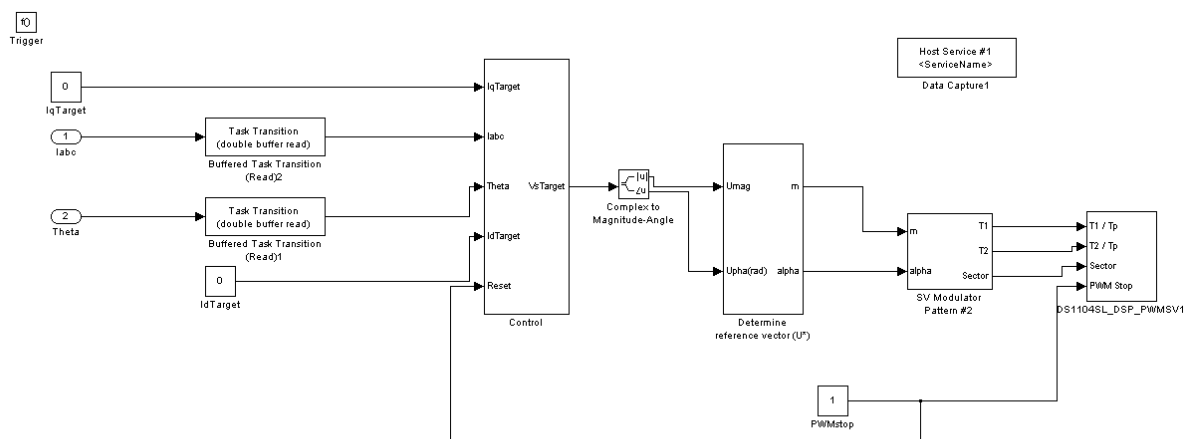 f()
Trigger
0
IqTarget
1
Iabc
Task Transition
(double buffer read)
Buffered Task Transition
(Read)2
2
Theta
Task Transition
(double buffer read)
Buffered Task Transition
(Read)1
0
IdTarget
IqTarget
Iabc
Theta
IdTarget
Reset
VsTarget
Control
|u|
∠u
Complex to
Magnitude-Angle
Umag
Upha(rad)
m
alpha
Determine
reference vector (U*)
Host Service #1
<ServiceName>
Data Capture1
m
alpha
T1
T2
Sector
SV Modulator
Pattern #2
T1 / Tp
T2 / Tp
Sector
PWM Stop
DS1104SL_DSP_PWMSV1
1
PWMstop